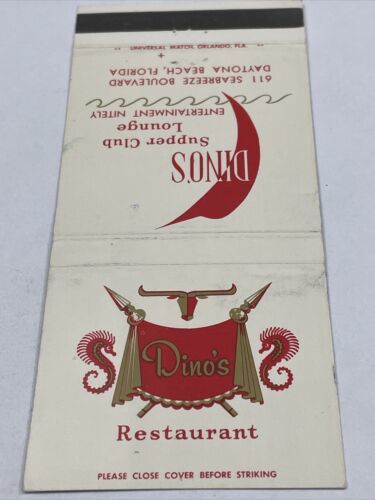 Dino's
Restaurant
PLEASE CLOSE COVER BEFORE STRIKING
DINO'S
Supper Club
Lounge
ENTERTAINMENT NITELY
611 SEABREEZE BOULEVARD
DAYTONA BEACH, FLORIDA
UNIVERSAL MATCH, ORLANDO, FLA.